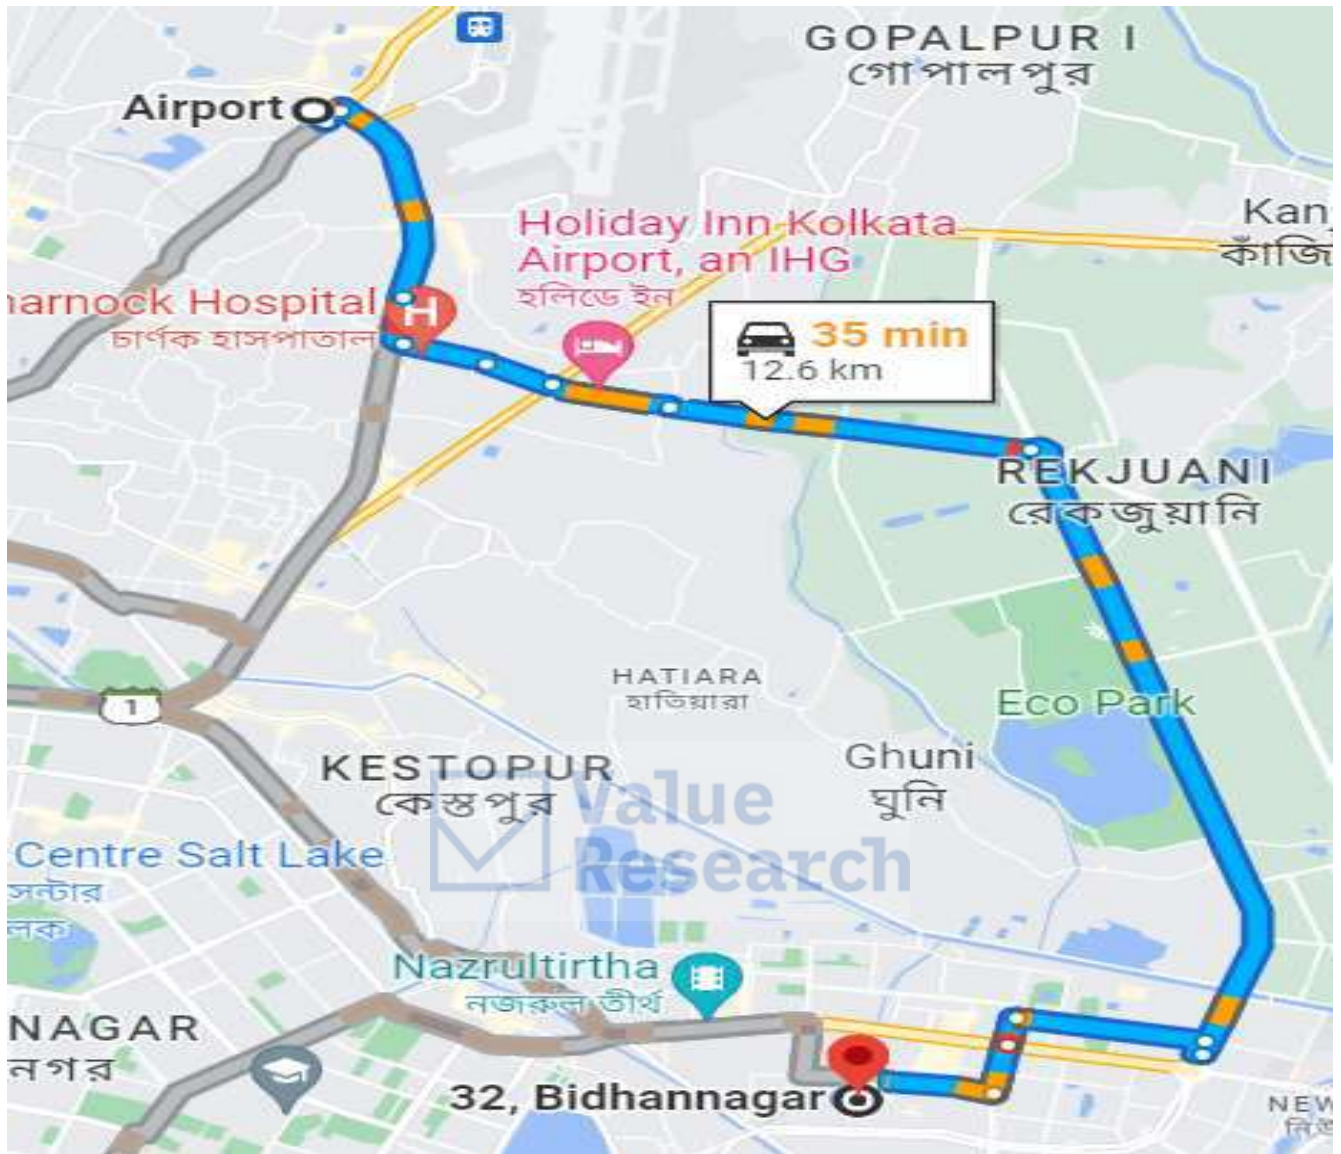 GOPALPUR I
গোপালপুর
Airport
Kan
কাঁজি
Holiday Inn Kolkata
Airport, an IHG
হলিডে ইন
harnock Hospital
চার্ণক হাসপাতাল
H
35 min
12.6 km
REKJUANI
রেকজুয়ানি
HATIARA
হাতিয়ারা
Eco Park
1
KESTOPUR
কেস্তপুর
Ghuni
ঘুনি
Value
Research
Centre Salt Lake
সেন্টার
লক
Nazrultirtha
নজরুল তীর্থ
NAGAR
নগর
32, Bidhannagar
NEW
নিউ